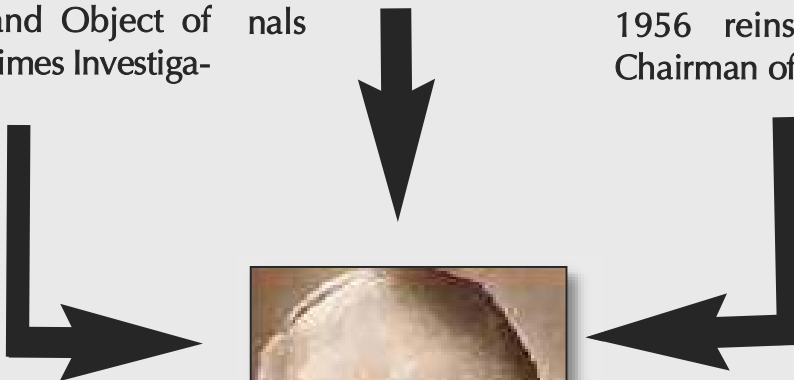 and Object of
imes Investiga-
nals
1956 reins
Chairman of